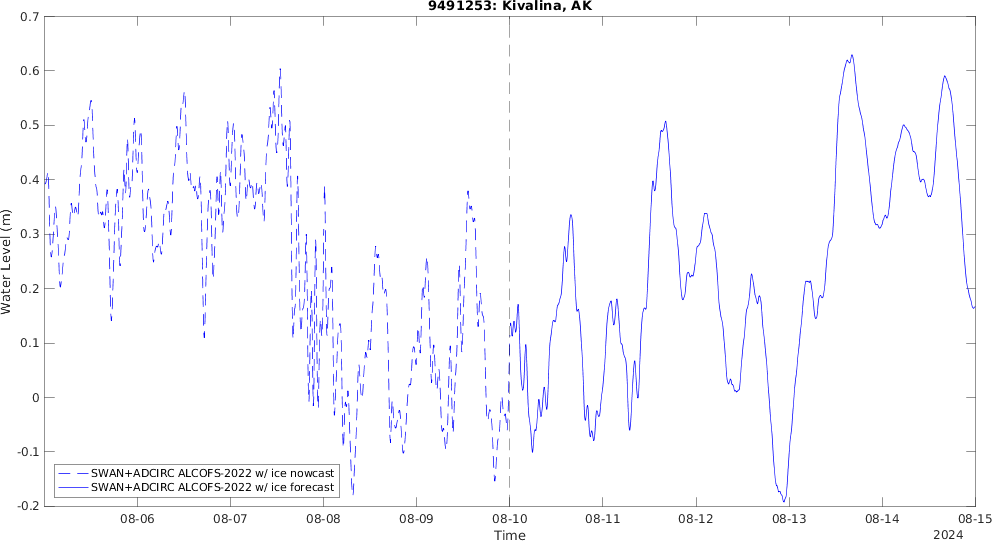 9491253: Kivalina, AK
0.7
0.6
0.5
0.4
0.3
0.2
0.1
0
-0.1
-0.2
Water Level (m)
SWAN+ADCIRC ALCOFS-2022 w/ ice nowcast
SWAN+ADCIRC ALCOFS-2022 w/ ice forecast
08-06 08-07 08-08 08-09 08-10 08-11 08-12 08-13 08-14 08-15
Time
2024